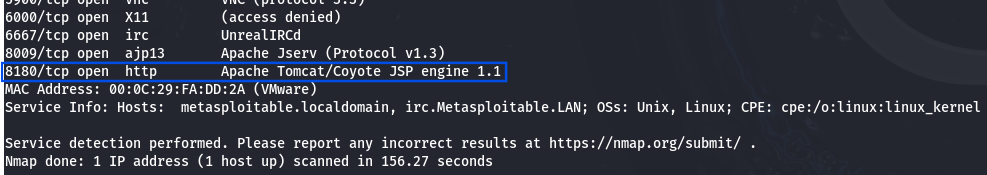 5900/tcp open  vnc         VNC (protocol 3.3)
6000/tcp open  X11         (access denied)
6667/tcp open  irc         UnrealIRCd
8009/tcp open  ajp13       Apache Jserv (Protocol v1.3)
8180/tcp open  http        Apache Tomcat/Coyote JSP engine 1.1
MAC Address: 00:0C:29:FA:DD:2A (VMware)
Service Info: Hosts:  metasploitable.localdomain, irc.Metasploitable.LAN; OSs: Unix, Linux; CPE: cpe:/o:linux:linux_kernel

Service detection performed. Please report any incorrect results at https://nmap.org/submit/ .
Nmap done: 1 IP address (1 host up) scanned in 156.27 seconds